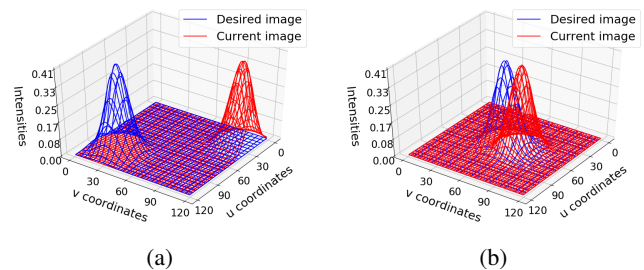 Desired image
Current image
0.41
0.33
0.25
0.17
0.08
0.00
Intensities
0
30
60
90
120
v coordinates
120
90
60
30
0
u coordinates
(a)
Desired image
Current image
0.41
0.33
0.25
0.17
0.08
0.00
Intensities
0
30
60
90
120
v coordinates
120
90
60
30
0
u coordinates
(b)